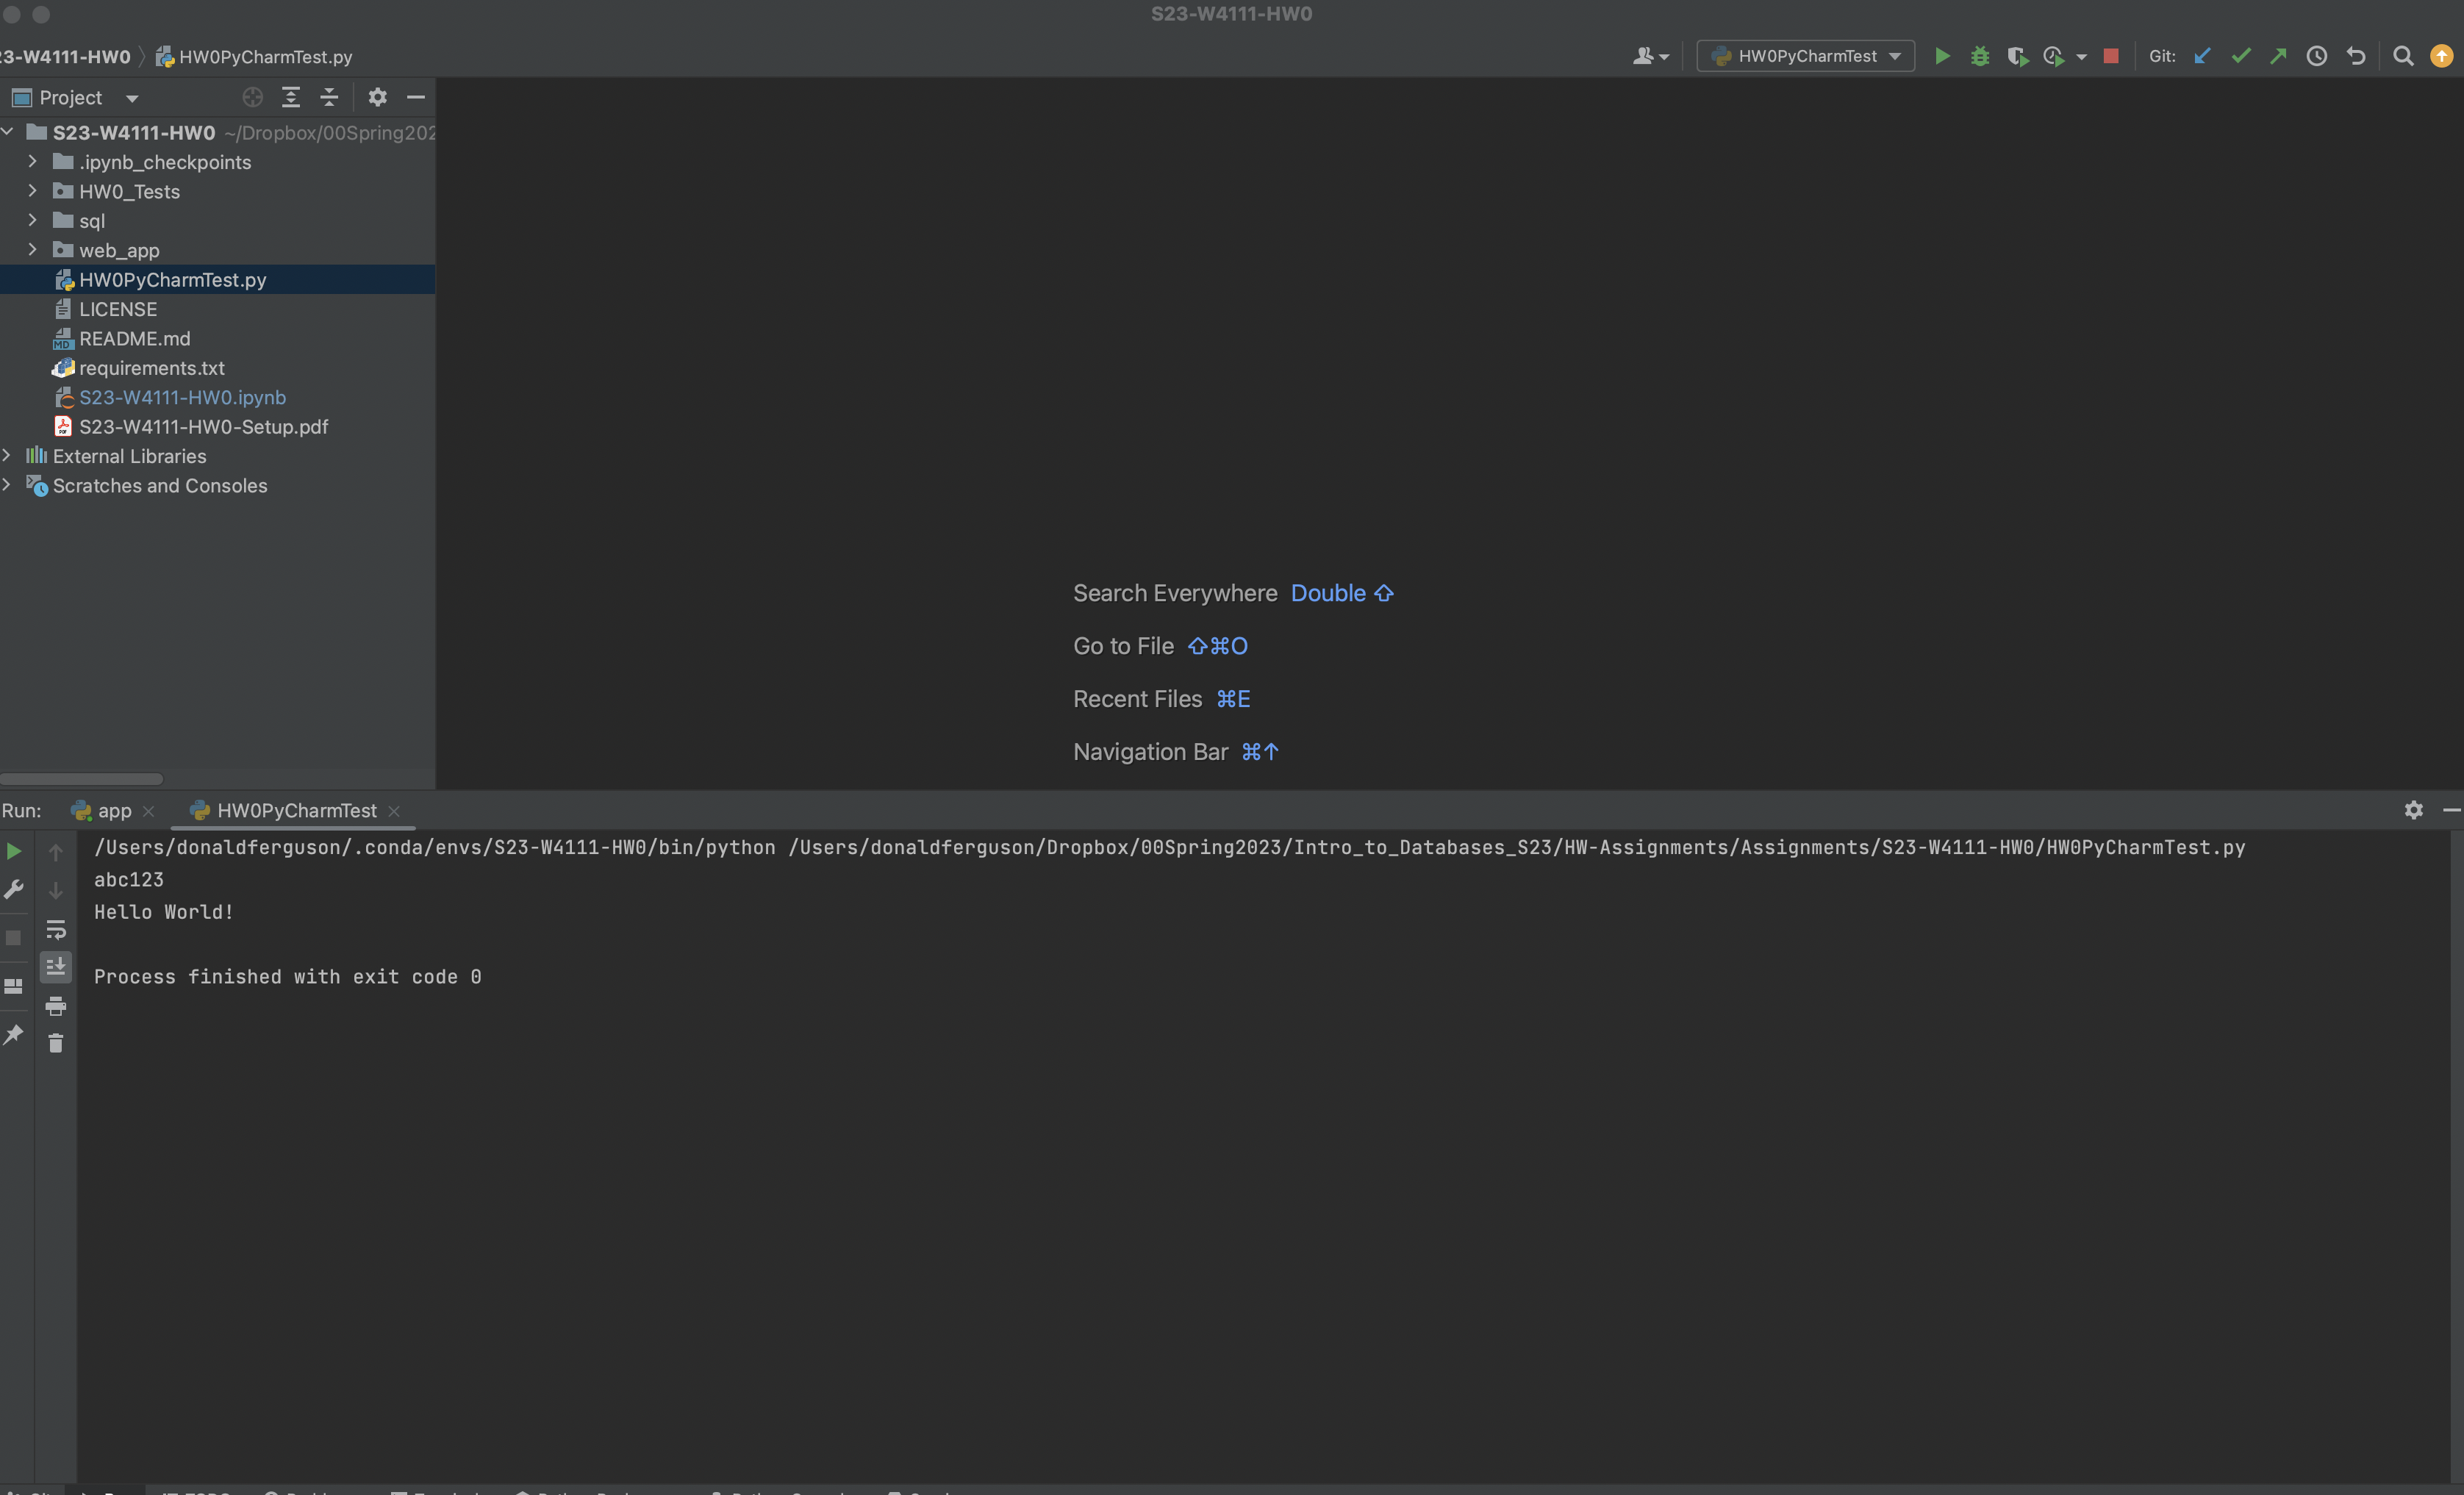 S23-W4111-HW0
23-W4111-HW0 HW0PyCharmTest.py HW0PyCharmTest Git:
Project
S23-W4111-HW0 ~/Dropbox/00Spring202
.ipynb_checkpoints
HW0_Tests
sql
web_app
HW0PyCharmTest.py
LICENSE
README.md
requirements.txt
S23-W4111-HW0.ipynb
S23-W4111-HW0-Setup.pdf
External Libraries
Scratches and Consoles
Search Everywhere Double ⇧
Go to File ⇧⌘O
Recent Files ⌘E
Navigation Bar ⌘↑
Run: app HW0PyCharmTest
/Users/donaldferguson/.conda/envs/S23-W4111-HW0/bin/python /Users/donaldferguson/Dropbox/00Spring2023/Intro_to_Databases_S23/HW-Assignments/Assignments/S23-W4111-HW0/HW0PyCharmTest.py
abc123
Hello World!
Process finished with exit code 0